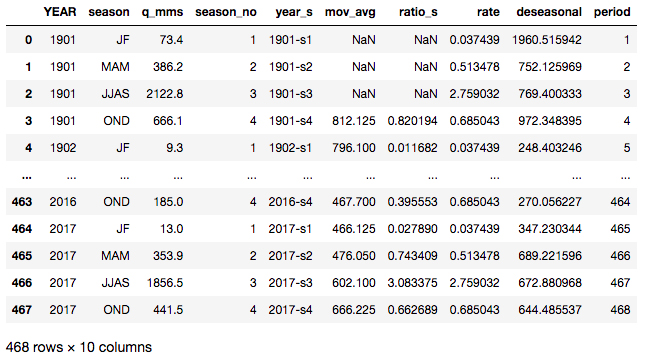 YEAR season q_mms season_no year_s mov_avg ratio_s rate deseasonal period
0 1901 JF 73.4 1 1901-s1 NaN NaN 0.037439 1960.515942 1
1 1901 MAM 386.2 2 1901-s2 NaN NaN 0.513478 752.125969 2
2 1901 JJAS 2122.8 3 1901-s3 NaN NaN 2.759032 769.400333 3
3 1901 OND 666.1 4 1901-s4 812.125 0.820194 0.685043 972.348395 4
4 1902 JF 9.3 1 1902-s1 796.100 0.011682 0.037439 248.403246 5
... ... ... ... ... ... ... ... ... ... ...
463 2016 OND 185.0 4 2016-s4 467.700 0.395553 0.685043 270.056227 464
464 2017 JF 13.0 1 2017-s1 466.125 0.027890 0.037439 347.230344 465
465 2017 MAM 353.9 2 2017-s2 476.050 0.743409 0.513478 689.221596 466
466 2017 JJAS 1856.5 3 2017-s3 602.100 3.083375 2.759032 672.880968 467
467 2017 OND 441.5 4 2017-s4 666.225 0.662689 0.685043 644.485537 468
468 rows × 10 columns